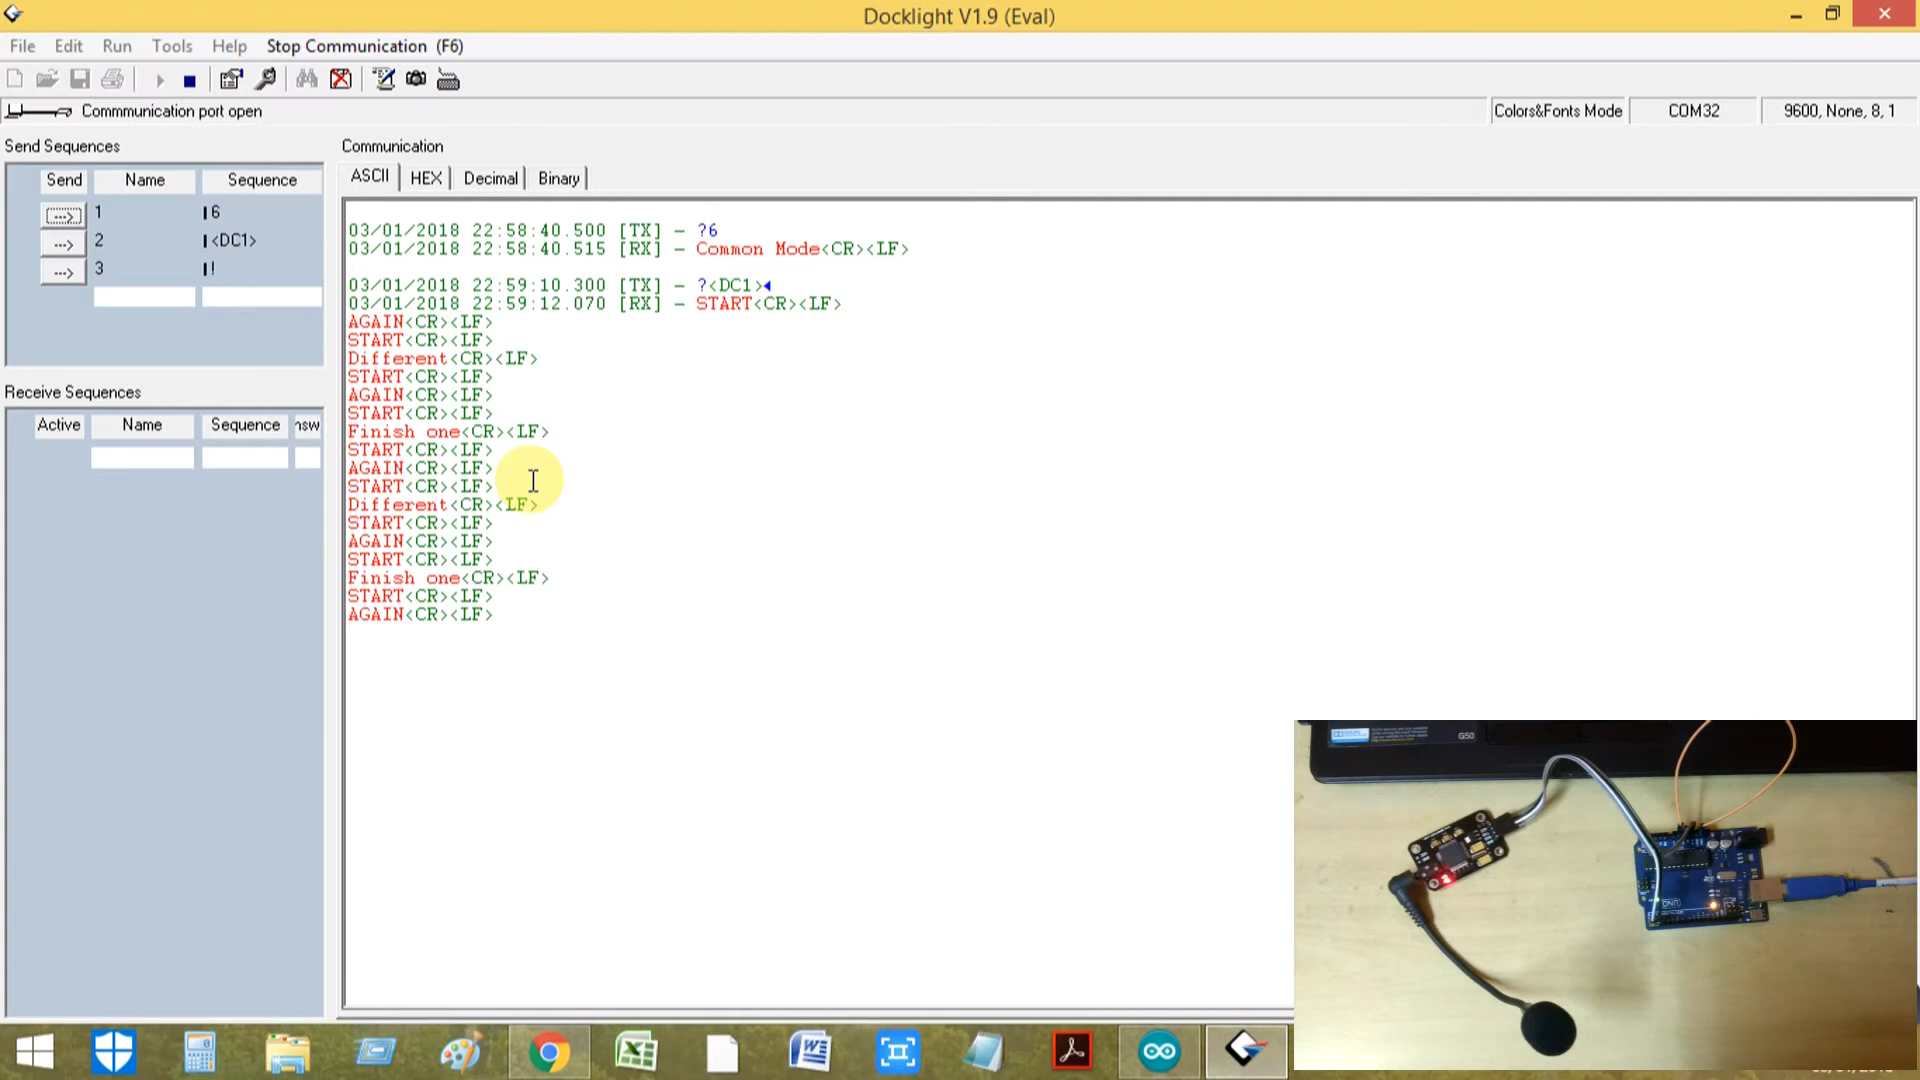 Docklight V1.9 (Eval)
File Edit Run Tools Help Stop Communication (F6)
Commmunication port open
Colors&Fonts Mode COM32 9600, None, 8, 1
Send Sequences
Send Name Sequence
---> 1 6
---> 2 <DC1>
---> 3 !
Receive Sequences
Active Name Sequence nsw
Communication
ASCII HEX Decimal Binary
03/01/2018 22:58:40.500 [TX] - ?6
03/01/2018 22:58:40.515 [RX] - Common Mode<CR><LF>
03/01/2018 22:59:10.300 [TX] - ?<DC1>◄
03/01/2018 22:59:12.070 [RX] - START<CR><LF>
AGAIN<CR><LF>
START<CR><LF>
Different<CR><LF>
START<CR><LF>
AGAIN<CR><LF>
START<CR><LF>
Finish one<CR><LF>
START<CR><LF>
AGAIN<CR><LF>
START<CR><LF>
Different<CR><LF>
START<CR><LF>
AGAIN<CR><LF>
START<CR><LF>
Finish one<CR><LF>
START<CR><LF>
AGAIN<CR><LF>
G50
UNO